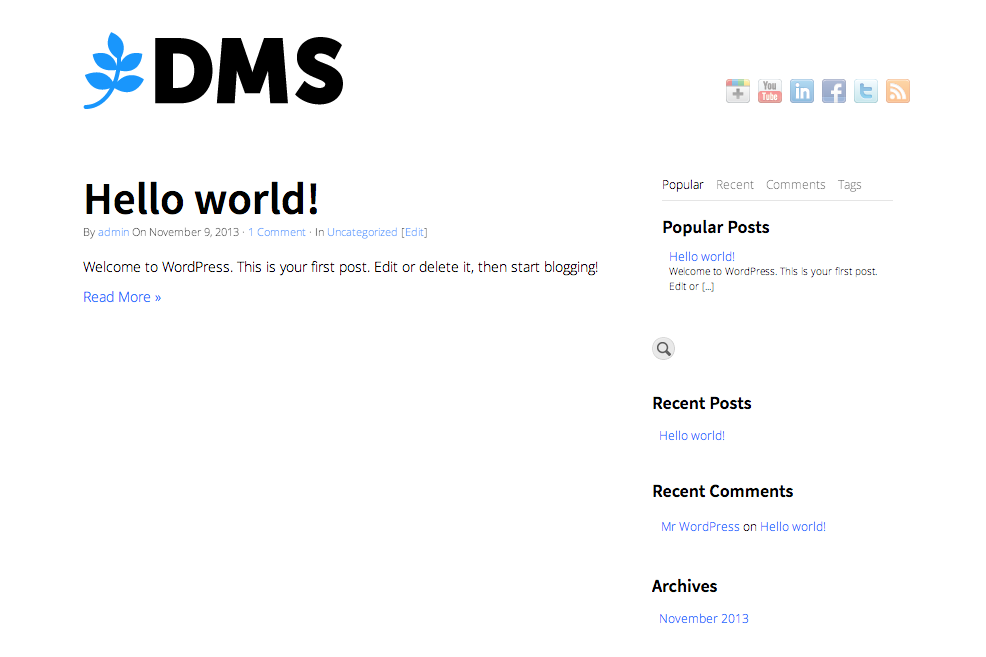 DMS
You
Tube
in
f
t
Hello world!
By admin On November 9, 2013 · 1 Comment · In Uncategorized [Edit]
Welcome to WordPress. This is your first post. Edit or delete it, then start blogging!
Read More »
Popular Recent Comments Tags
Popular Posts
Hello world!
Welcome to WordPress. This is your first post.
Edit or [...]
Recent Posts
Hello world!
Recent Comments
Mr WordPress on Hello world!
Archives
November 2013